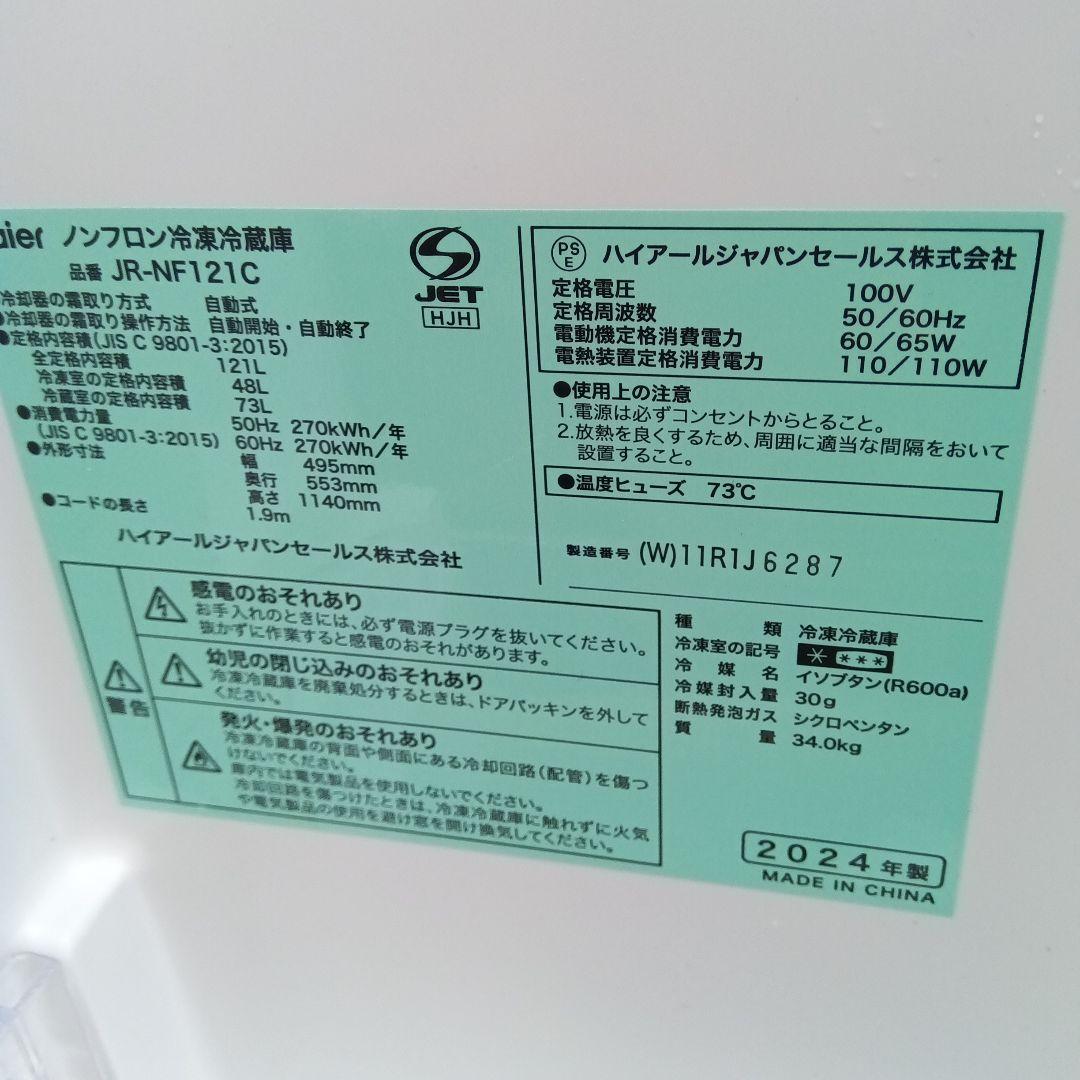 aier ノンフロン冷凍冷蔵庫
品番 JR-NF121C
冷却器の霜取り方式 自動式
●冷却器の霜取り操作方法 自動開始・自動終了
●定格内容積(JIS C 9801-3:2015)
全定格内容積 121L
冷凍室の定格内容積 48L
冷蔵室の定格内容積 73L
●消費電力量 50Hz 270kWh/年
(JIS C 9801-3:2015) 60Hz 270kWh/年
●外形寸法 幅 495mm
奥行 553mm
高さ 1140mm
●コードの長さ 1.9m
ハイアールジャパンセールス株式会社
JET
HJH
PS
E
ハイアールジャパンセールス株式会社
定格電圧 100V
定格周波数 50/60Hz
電動機定格消費電力 60/65W
電熱装置定格消費電力 110/110W
●使用上の注意
1.電源は必ずコンセントからとること。
2.放熱を良くするため、周囲に適当な間隔をおいて
設置すること。
●温度ヒューズ 73℃
製造番号 (W)11R1J6287
警告
感電のおそれあり
お手入れのときには、必ず電源プラグを抜いてください。
抜かずに作業すると感電のおそれがあります。
幼児の閉じ込みのおそれあり
冷凍冷蔵庫を廃棄処分するときは、ドアパッキンを外して
ください。
発火・爆発のおそれあり
冷凍冷蔵庫の背面や側面にある冷却回路(配管)を傷つ
けないでください。
庫内では電気製品を使用しないでください。
冷却回路を傷つけたときは、冷凍冷蔵庫に触れずに火気
や電気製品の使用を避け窓を開け換気してください。
種類 冷凍冷蔵庫
冷凍室の記号 * ***
冷媒名 イソブタン(R600a)
冷媒封入量 30g
断熱発泡ガス シクロペンタン
質量 34.0kg
2024年製
MADE IN CHINA